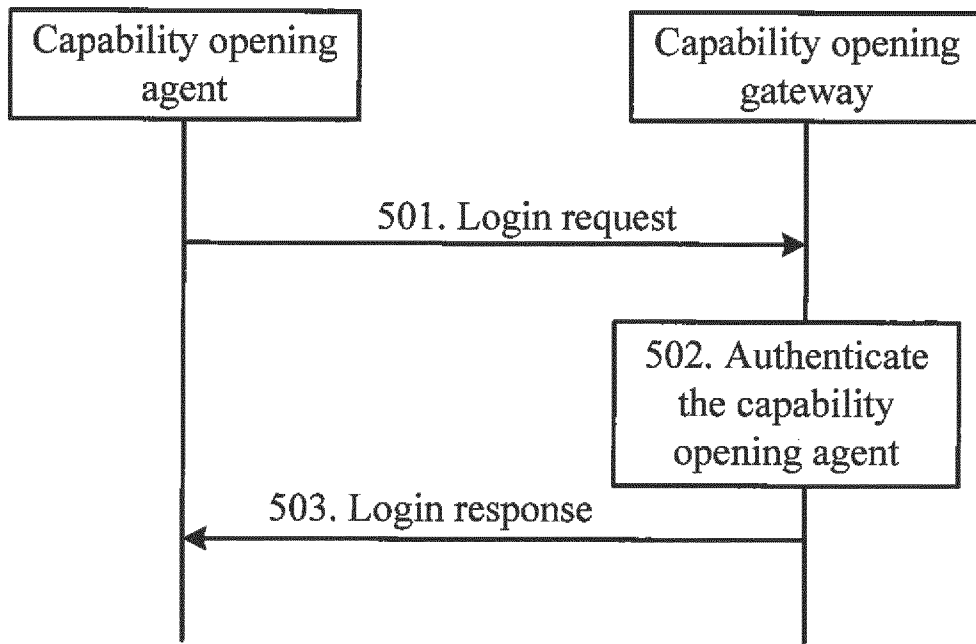 Capability opening
agent
Capability opening
gateway
501. Login request
502. Authenticate
the capability
opening agent
503. Login response